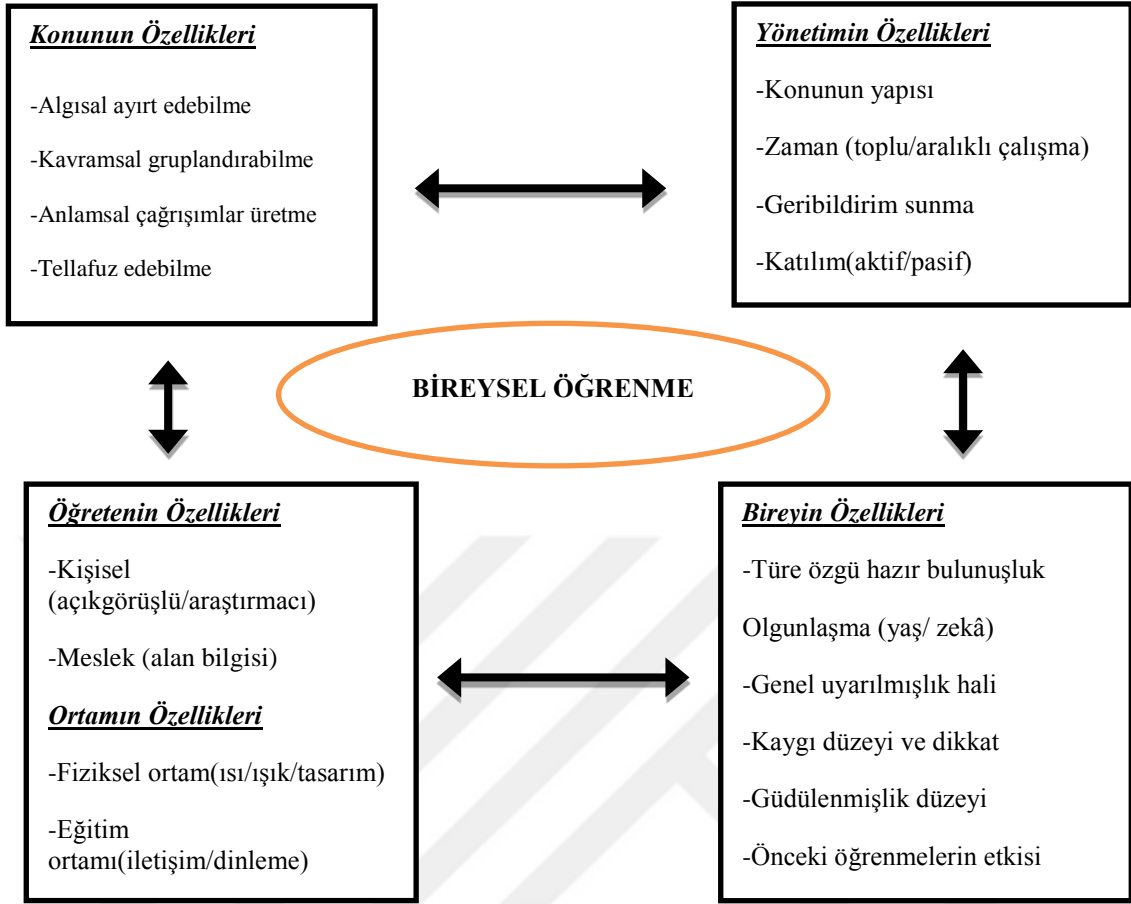 Konunun Özellikleri
-Algısal ayırt edebilme
-Kavramsal gruplandırabilme
-Anlamsal çağrışımlar üretme
-Tellafuz edebilme
Yönetimin Özellikleri
-Konunun yapısı
-Zaman (toplu/aralıklı çalışma)
-Geribildirim sunma
-Katılım(aktif/pasif)
BİREYSEL ÖĞRENME
Öğretenin Özellikleri
-Kişisel
(açıkgörüşlü/araştırmacı)
-Meslek (alan bilgisi)
Ortamın Özellikleri
-Fiziksel ortam(ısı/ışık/tasarım)
-Eğitim
ortamı(iletişim/dinleme)
Bireyin Özellikleri
-Türe özgü hazır bulunuşluk
Olgunlaşma (yaş/ zekâ)
-Genel uyarılmışlık hali
-Kaygı düzeyi ve dikkat
-Güdülenmişlik düzeyi
-Önceki öğrenmelerin etkisi